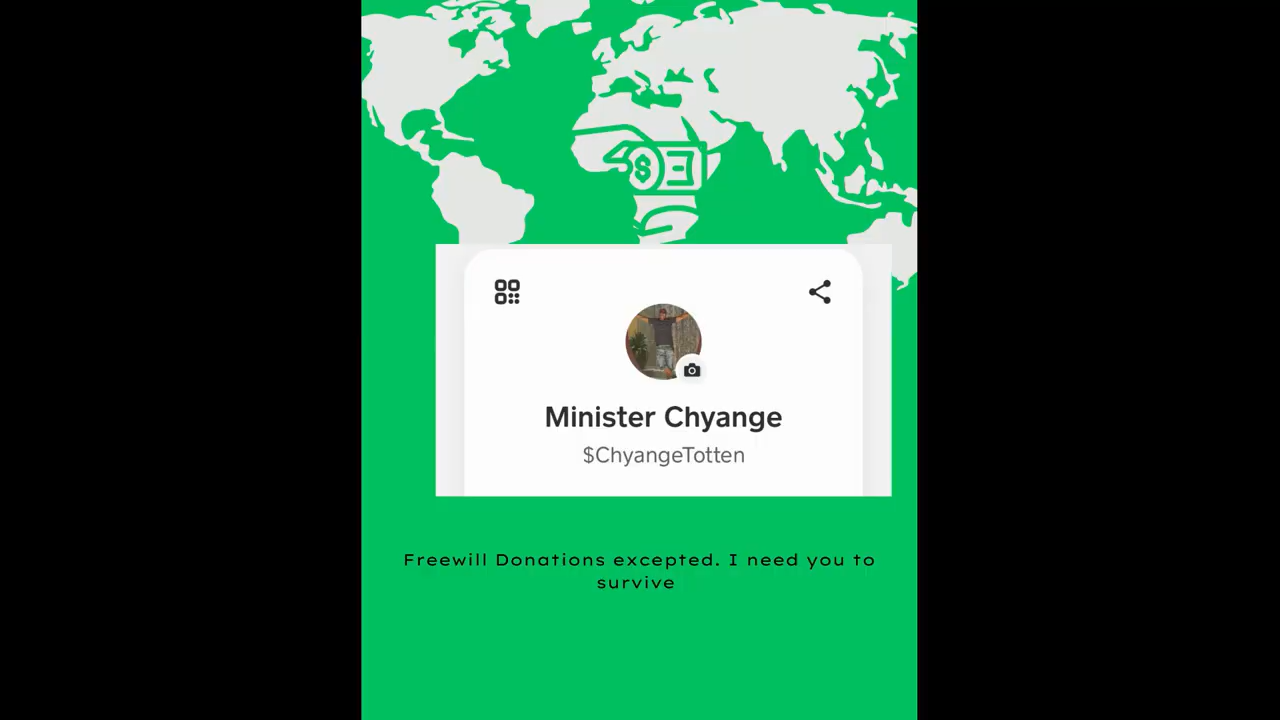 $
Minister Chyange
$ChyangeTotten
Freewill Donations excepted. I need you to
survive